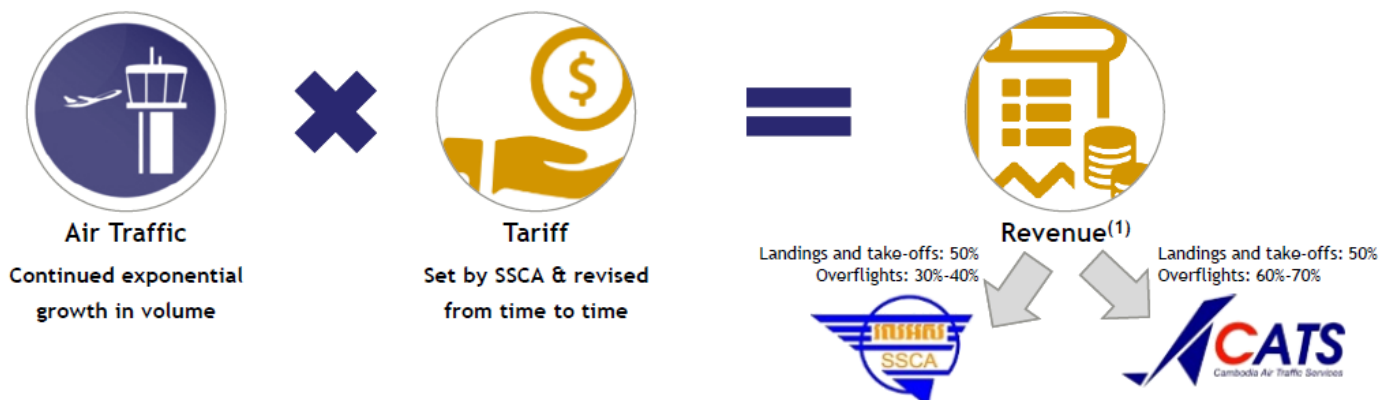 $
Air Traffic
Continued exponential
growth in volume
Tariff
Set by SSCA & revised
from time to time
Revenue(1)
Landings and take-offs: 50%
Overflights: 30%-40%
Landings and take-offs: 50%
Overflights: 60%-70%
SSCA
CATS
Cambodia Air Traffic Services